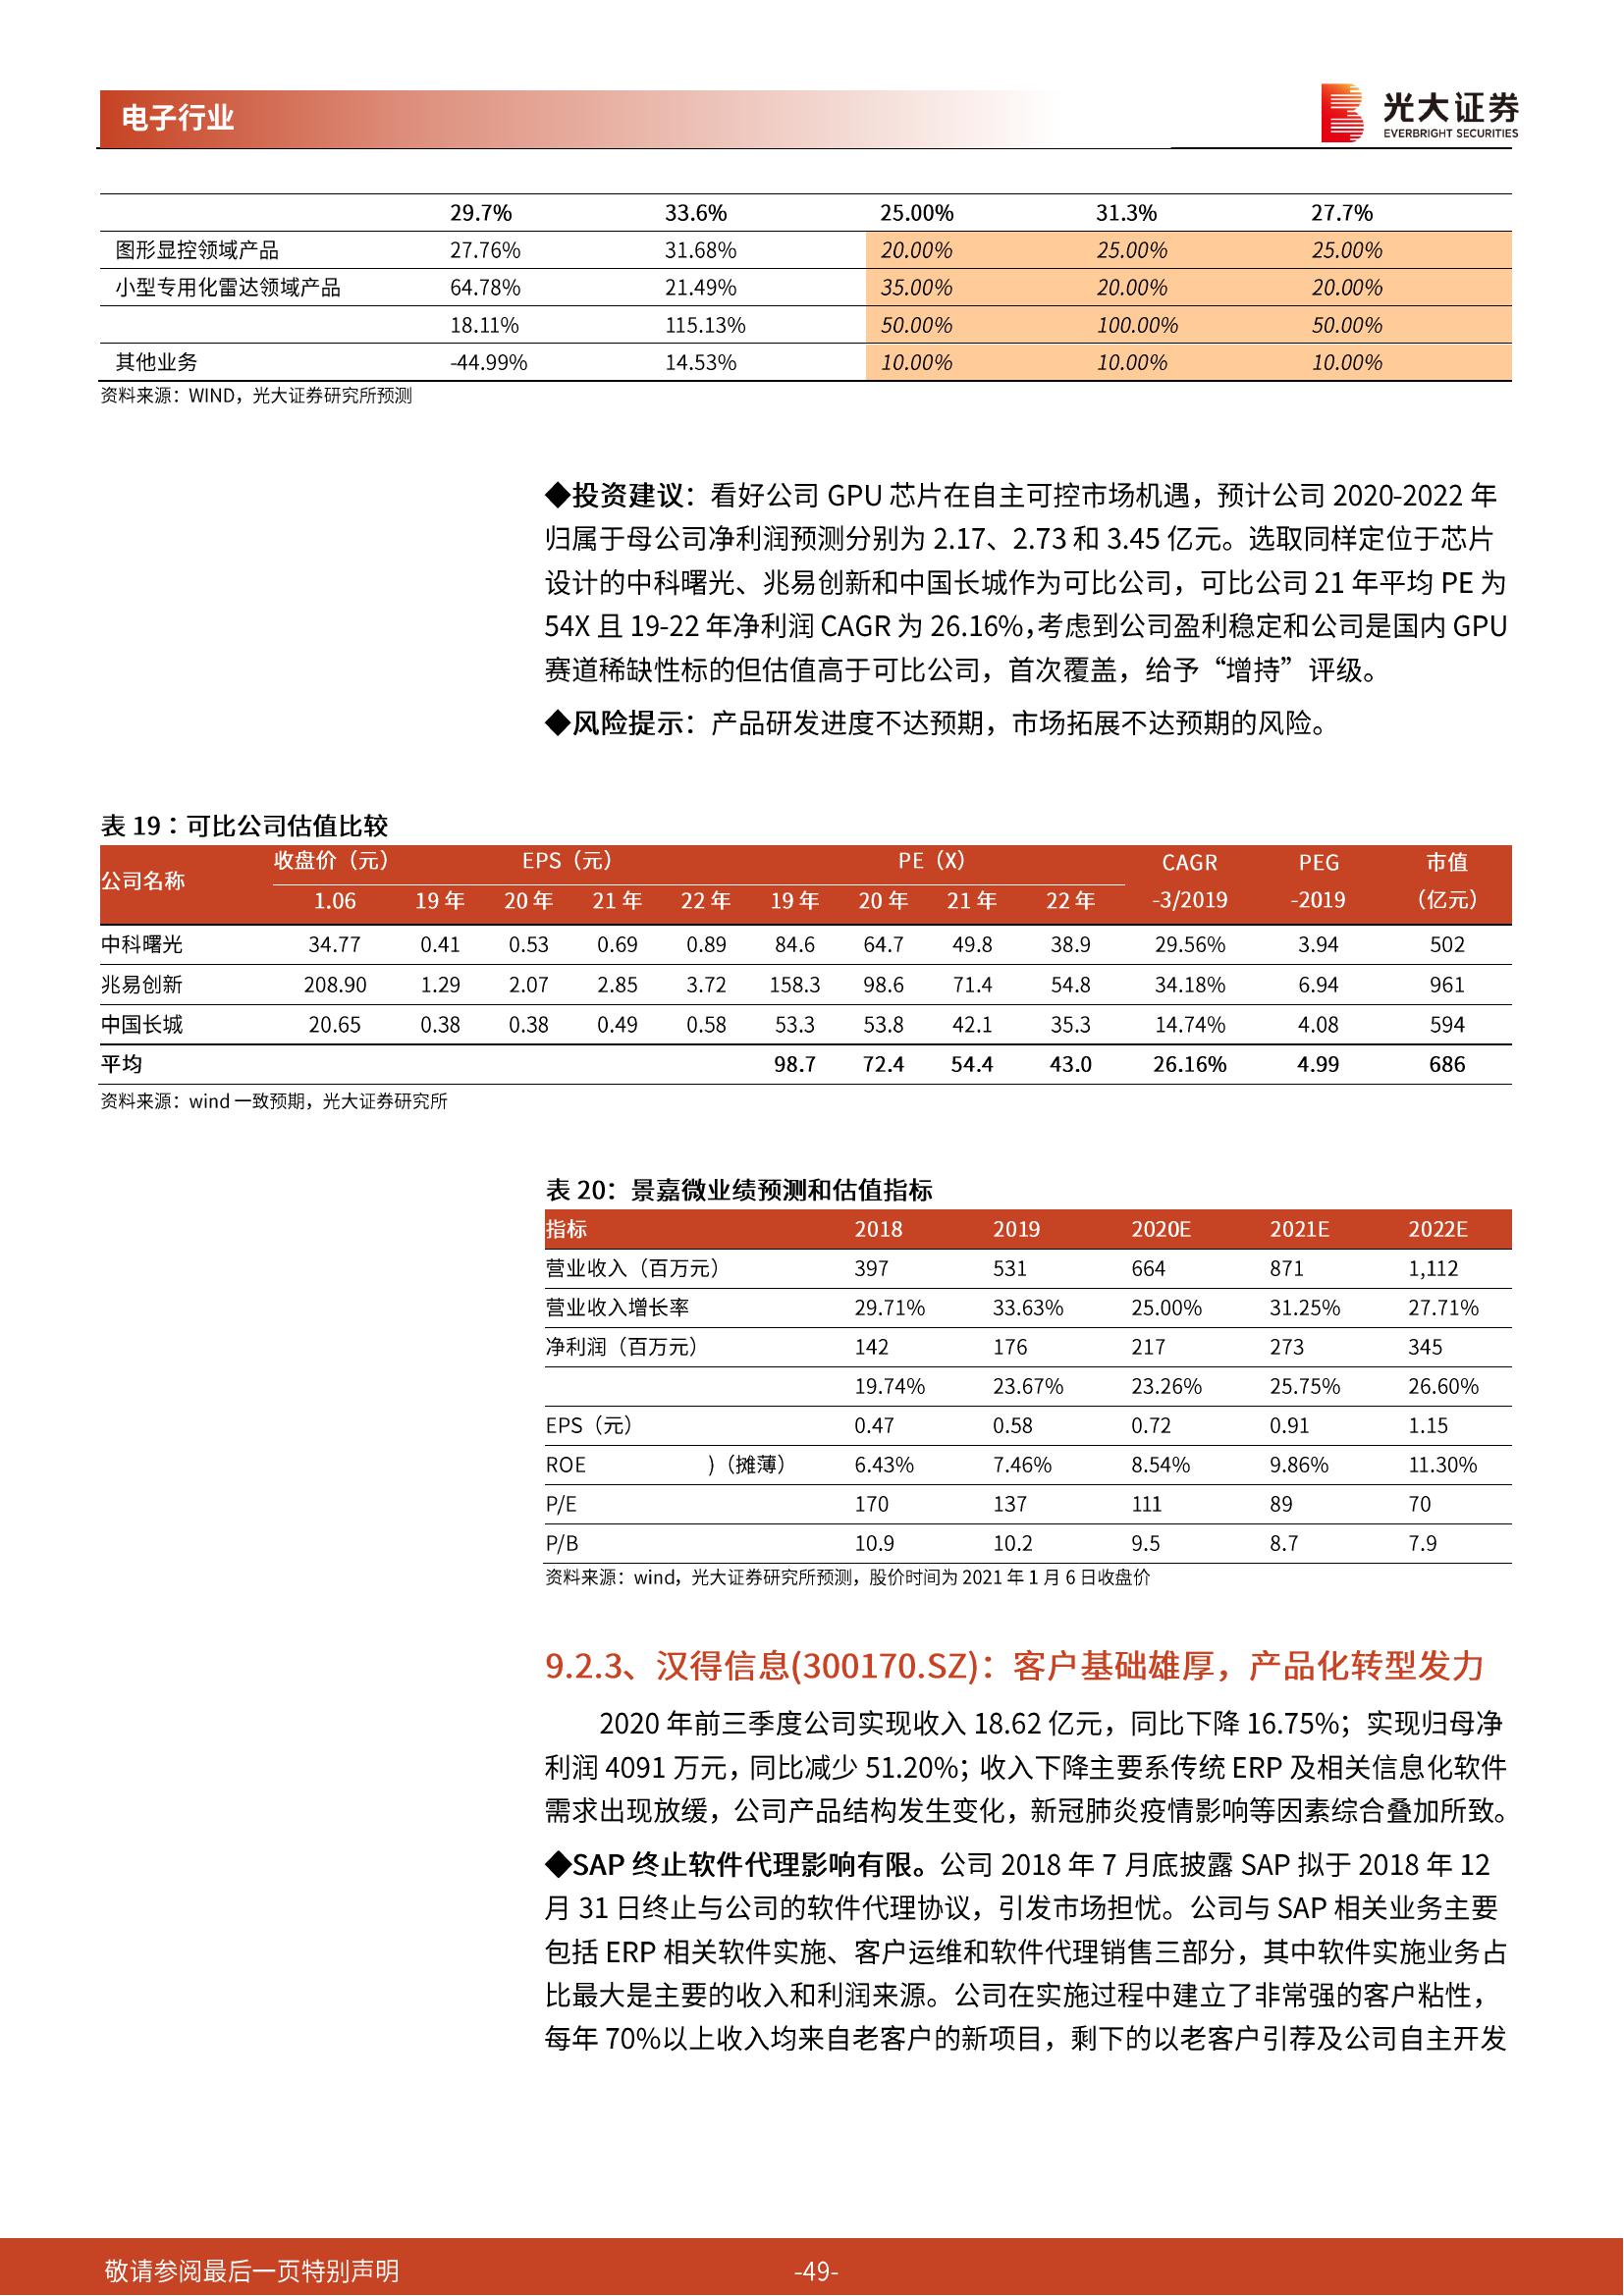 电子行业
光大证券
EVERBRIGHT SECURITIES
29.7% 33.6% 25.00% 31.3% 27.7%
图形显控领域产品 27.76% 31.68% 20.00% 25.00% 25.00%
小型专用化雷达领域产品 64.78% 21.49% 35.00% 20.00% 20.00%
18.11% 115.13% 50.00% 100.00% 50.00%
其他业务 -44.99% 14.53% 10.00% 10.00% 10.00%
资料来源：WIND，光大证券研究所预测
◆投资建议：看好公司 GPU 芯片在自主可控市场机遇，预计公司 2020-2022 年
归属于母公司净利润预测分别为 2.17、2.73 和 3.45 亿元。选取同样定位于芯片
设计的中科曙光、兆易创新和中国长城作为可比公司，可比公司 21 年平均 PE 为
54X 且 19-22 年净利润 CAGR 为 26.16%，考虑到公司盈利稳定和公司是国内 GPU
赛道稀缺性标的但估值高于可比公司，首次覆盖，给予“增持”评级。
◆风险提示：产品研发进度不达预期，市场拓展不达预期的风险。
表 19：可比公司估值比较
公司名称 收盘价（元） EPS（元） PE（X） CAGR PEG 市值
1.06 19 年 20 年 21 年 22 年 19 年 20 年 21 年 22 年 -3/2019 -2019 （亿元）
中科曙光 34.77 0.41 0.53 0.69 0.89 84.6 64.7 49.8 38.9 29.56% 3.94 502
兆易创新 208.90 1.29 2.07 2.85 3.72 158.3 98.6 71.4 54.8 34.18% 6.94 961
中国长城 20.65 0.38 0.38 0.49 0.58 53.3 53.8 42.1 35.3 14.74% 4.08 594
平均 98.7 72.4 54.4 43.0 26.16% 4.99 686
资料来源：wind 一致预期，光大证券研究所
表 20：景嘉微业绩预测和估值指标
指标 2018 2019 2020E 2021E 2022E
营业收入（百万元） 397 531 664 871 1,112
营业收入增长率 29.71% 33.63% 25.00% 31.25% 27.71%
净利润（百万元） 142 176 217 273 345
19.74% 23.67% 23.26% 25.75% 26.60%
EPS（元） 0.47 0.58 0.72 0.91 1.15
ROE )（摊薄） 6.43% 7.46% 8.54% 9.86% 11.30%
P/E 170 137 111 89 70
P/B 10.9 10.2 9.5 8.7 7.9
资料来源：wind，光大证券研究所预测，股价时间为 2021 年 1 月 6 日收盘价
9.2.3、汉得信息(300170.SZ)：客户基础雄厚，产品化转型发力
2020 年前三季度公司实现收入 18.62 亿元，同比下降 16.75%；实现归母净
利润 4091 万元，同比减少 51.20%；收入下降主要系传统 ERP 及相关信息化软件
需求出现放缓，公司产品结构发生变化，新冠肺炎疫情影响等因素综合叠加所致。
◆SAP 终止软件代理影响有限。公司 2018 年 7 月底披露 SAP 拟于 2018 年 12
月 31 日终止与公司的软件代理协议，引发市场担忧。公司与 SAP 相关业务主要
包括 ERP 相关软件实施、客户运维和软件代理销售三部分，其中软件实施业务占
比最大是主要的收入和利润来源。公司在实施过程中建立了非常强的客户粘性，
每年 70%以上收入均来自老客户的新项目，剩下的以老客户引荐及公司自主开发
敬请参阅最后一页特别声明 -49-